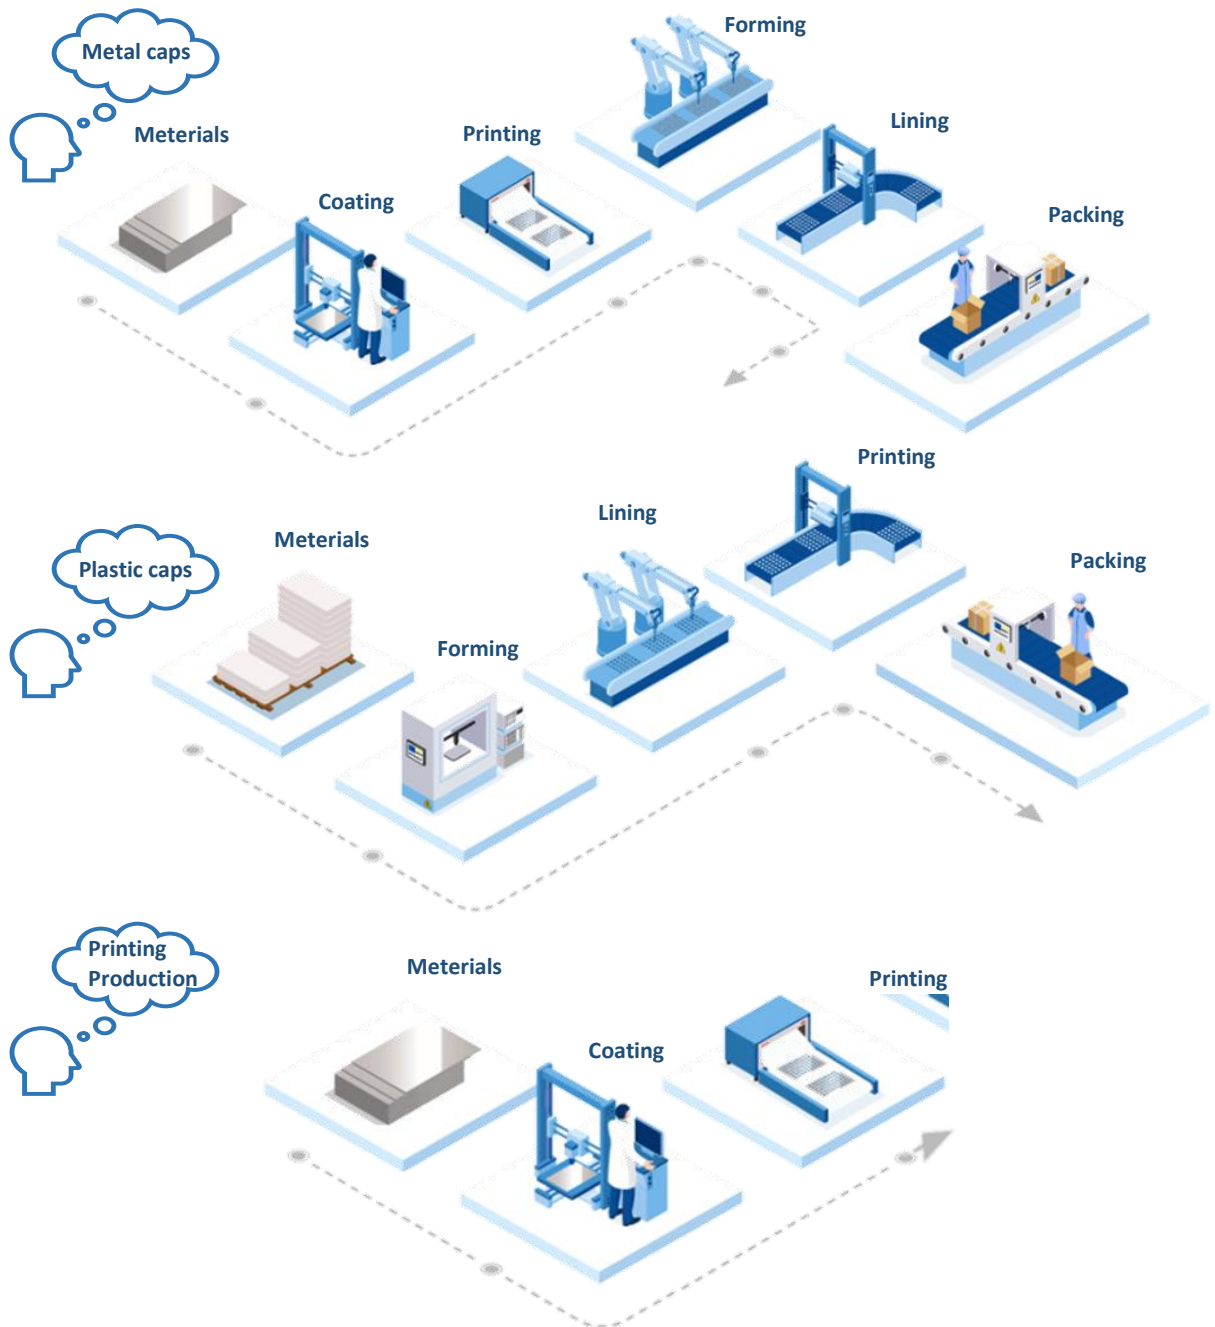 Metal caps
Meterials
Coating
Printing
Forming
Lining
Packing
Plastic caps
Meterials
Forming
Lining
Printing
Packing
Printing
Production
Meterials
Coating
Printing